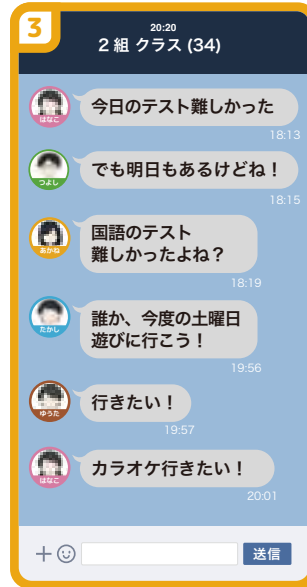 3
20:20
2組 クラス (34)
今日のテスト難しかった
はなこ
18:13
でも明日もあるけどね！
つよし
18:15
国語のテスト
難しかったよね？
あかね
18:19
誰か、今度の土曜日
遊びに行こう！
たかし
19:56
行きたい！
ゆうた
19:57
カラオケ行きたい！
はなこ
20:01
送信